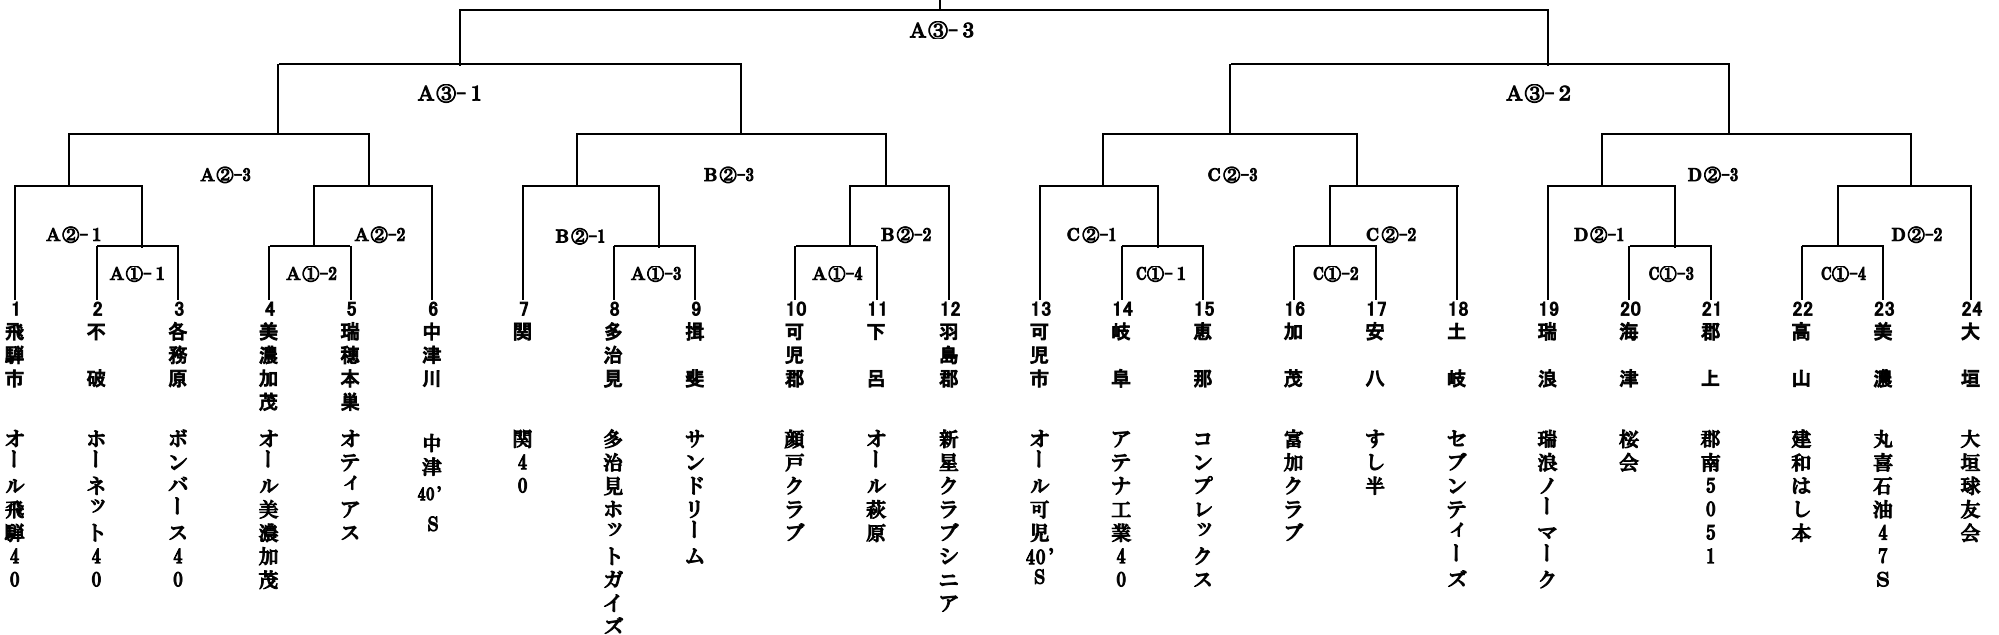 A③-3
A③-1
A③-2
A②-3
B②-3
C②-3
D②-3
A②-1
A②-2
B②-1
B②-2
C②-1
C②-2
D②-1
D②-2
A①-1
A①-2
A①-3
A①-4
C①-1
C①-2
C①-3
C①-4
1
飛騨市
オール飛騨40
2
不破
ホーネット40
3
各務原
ボンバース40
4
美濃加茂
オール美濃加茂
5
瑞穂本巣
オティアス
6
中津川
中津40’S
7
関
関40
8
多治見
多治見ホットガイズ
9
揖斐
サンドリーム
10
可児郡
顔戸クラブ
11
下呂
オール萩原
12
羽島郡
新星クラブシニア
13
可児市
オール可児40’S
14
岐阜
アテナ工業40
15
恵那
コンプレックス
16
加茂
富加クラブ
17
安八
すし半
18
土岐
セブンティーズ
19
瑞浪
瑞浪ノーマーク
20
海津
桜会
21
郡上
郡南5051
22
高山
建和はし本
23
美濃
丸喜石油47S
24
大垣
大垣球友会